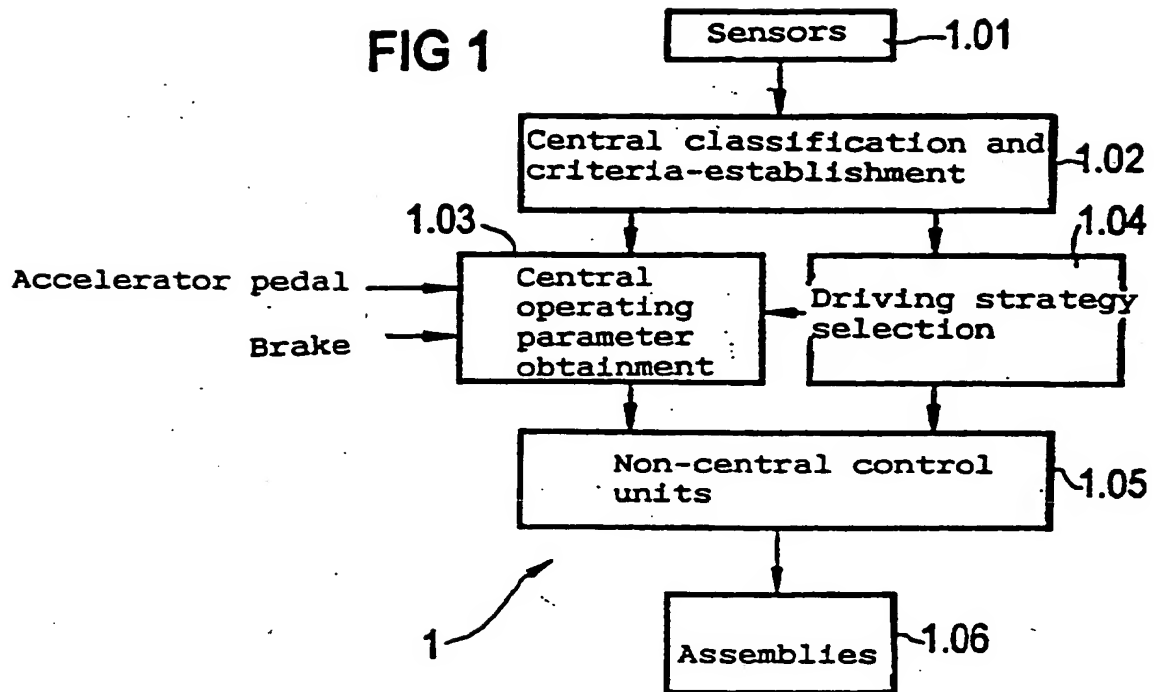 FIG 1
Sensors
1.01
Central classification and
criteria-establishment
1.02
1.03
1.04
Accelerator pedal
Brake
Central
operating
parameter
obtainment
Driving strategy
selection
Non-central control
units
1.05
1
Assemblies
1.06